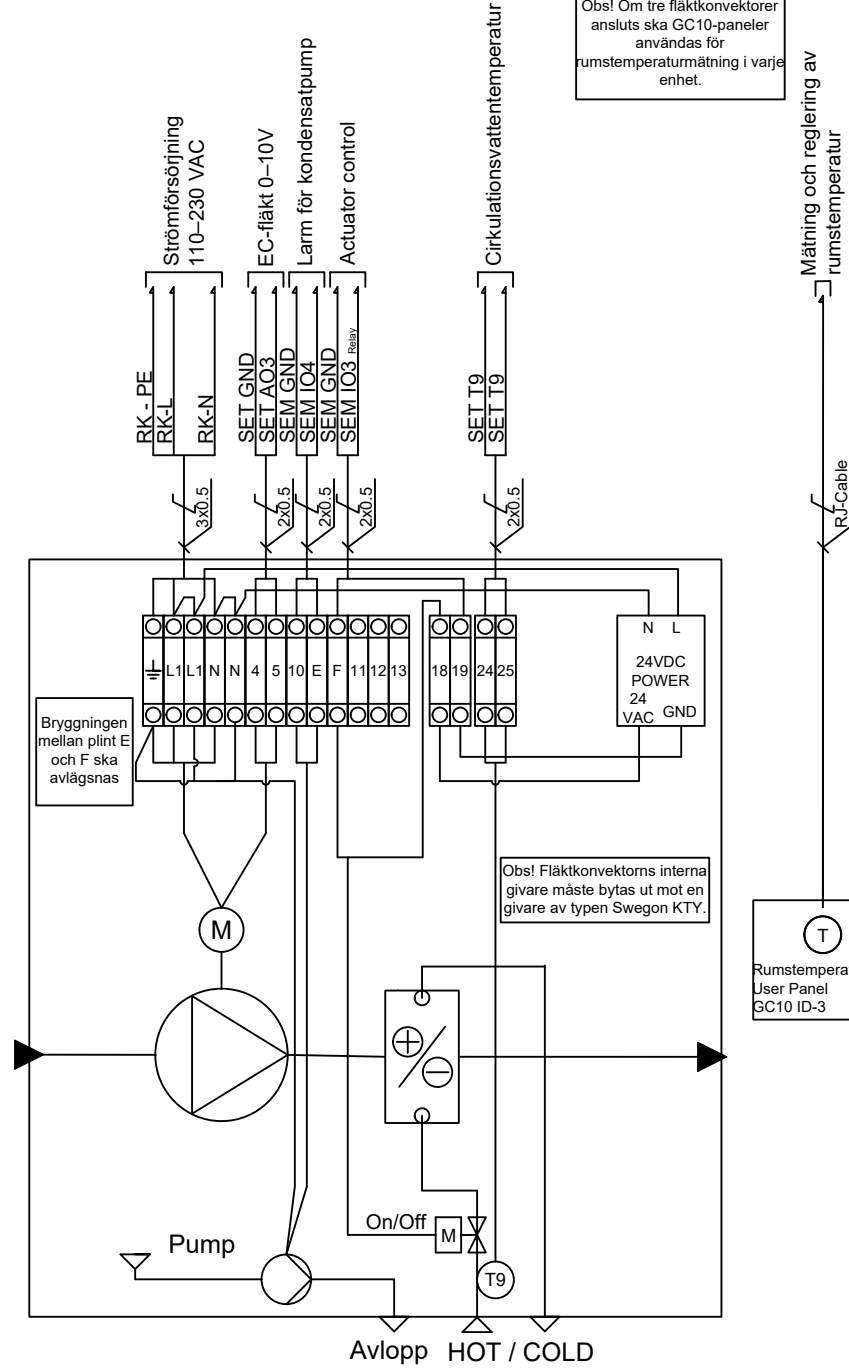 Obs! Om tre fläktkonvektorer
ansluts ska GC10-paneler
användas för
rumstemperaturmätning i varje
enhet.
Strömförsörjning
110–230 VAC
EC-fläkt 0–10V
Larm för kondensatpump
Actuator control
Cirkulationsvattentemperatur
Mätning och reglering av
rumstemperatur
RK - PE
RK-L
RK-N
SET GND
SET AO3
SEM GND
SEM IO4
SEM GND
SEM IO3 Relay
SET T9
SET T9
3x0.5
2x0.5
2x0.5
2x0.5
2x0.5
RJ-Cable
L1 L1 N N 4 5 10 E F 11 12 13
18 19 24 25
N L
24VDC
POWER
24
VAC GND
Bryggningen
mellan plint E
och F ska
avlägsnas
Obs! Fläktkonvektorns interna
givare måste bytas ut mot en
givare av typen Swegon KTY.
M
T
Rumstempera
User Panel
GC10 ID-3
On/Off
M
Pump
T9
Avlopp
HOT / COLD